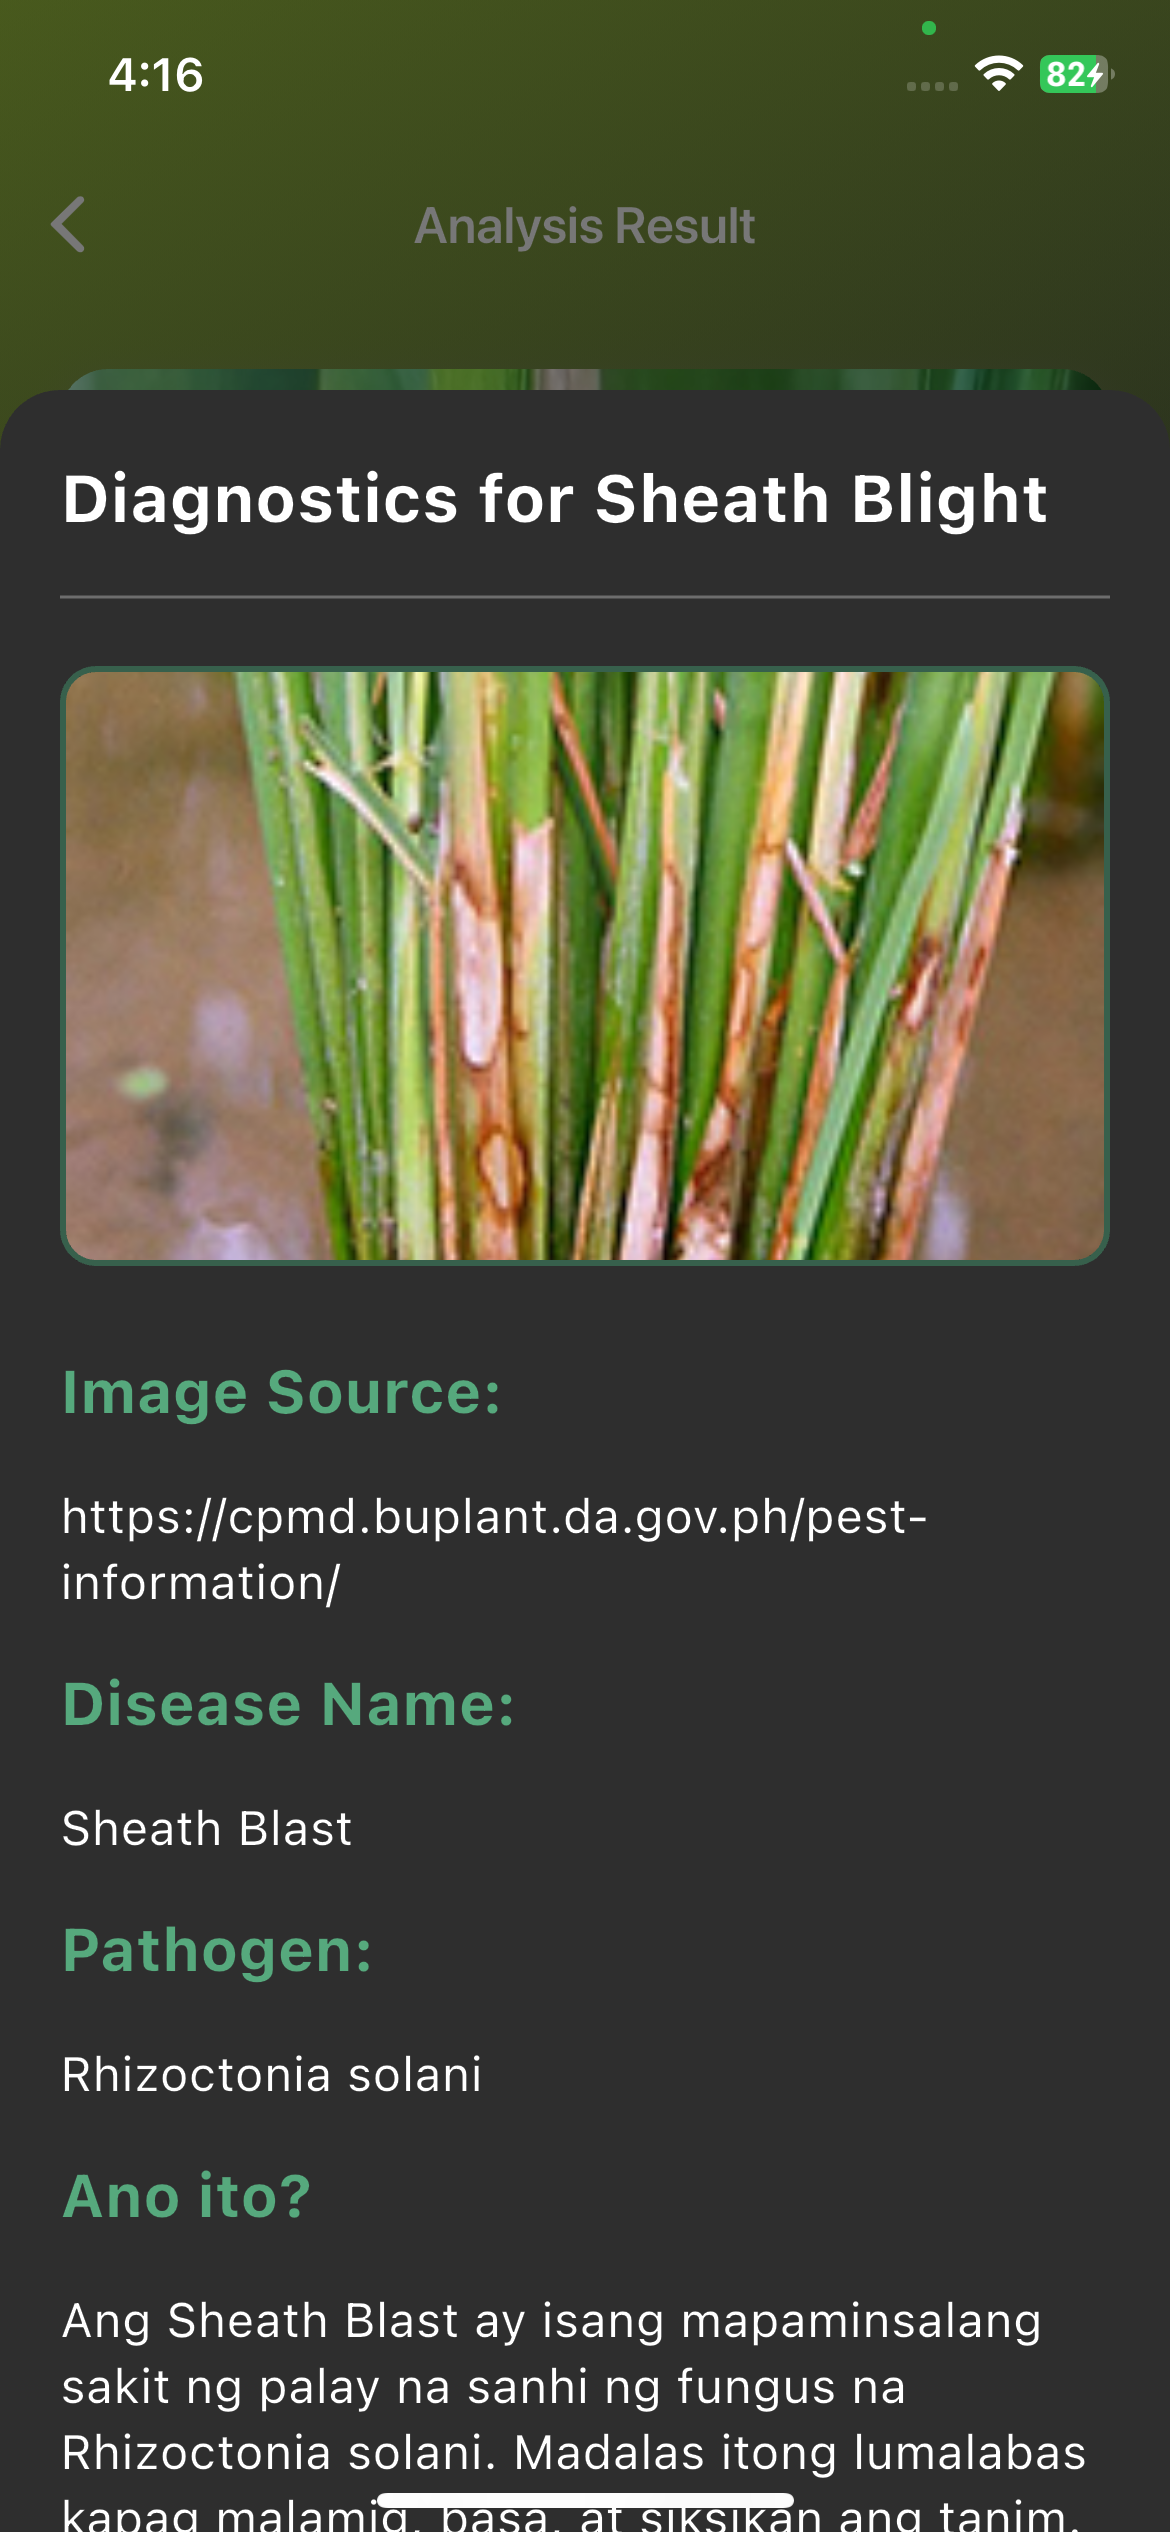 4:16
82
Analysis Result
Diagnostics for Sheath Blight
Image Source:
https://cpmd.buplant.da.gov.ph/pest-
information/
Disease Name:
Sheath Blast
Pathogen:
Rhizoctonia solani
Ano ito?
Ang Sheath Blast ay isang mapaminsalang
sakit ng palay na sanhi ng fungus na
Rhizoctonia solani. Madalas itong lumalabas
kapag malamig, basa, at siksikan ang tanim.